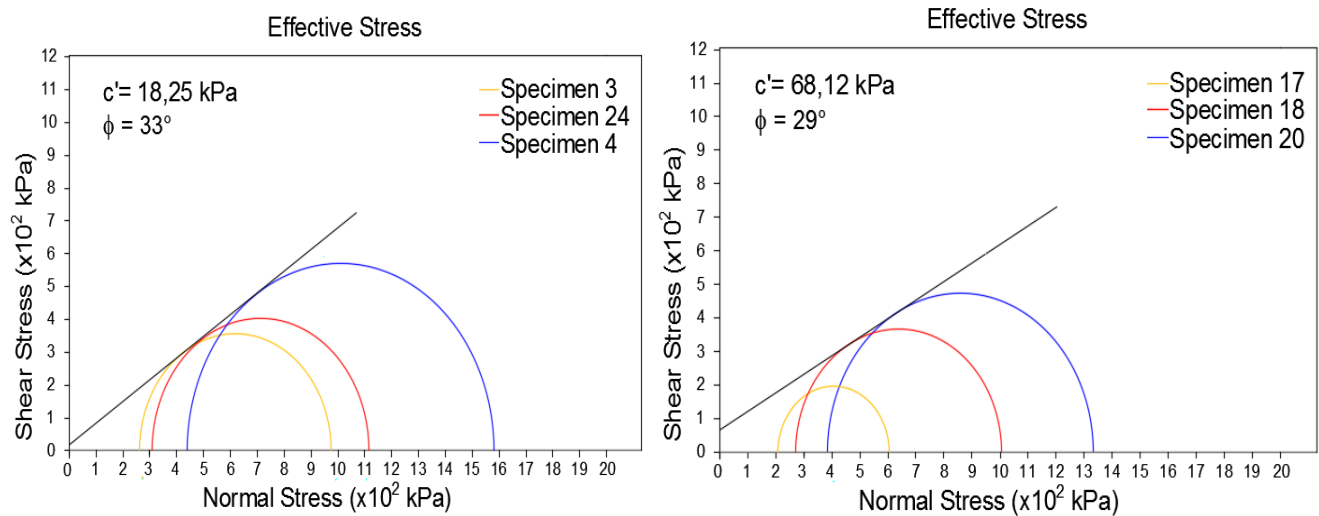 Effective Stress
c'= 18,25 kPa
ϕ = 33°
Specimen 3
Specimen 24
Specimen 4
Shear Stress (x10² kPa)
12
11
10
9
8
7
6
5
4
3
2
1
0
0 1 2 3 4 5 6 7 8 9 10 11 12 13 14 15 16 17 18 19 20
Normal Stress (x10² kPa)
Effective Stress
c'= 68,12 kPa
ϕ = 29°
Specimen 17
Specimen 18
Specimen 20
Shear Stress (x10² kPa)
12
11
10
9
8
7
6
5
4
3
2
1
0
0 1 2 3 4 5 6 7 8 9 10 11 12 13 14 15 16 17 18 19 20
Normal Stress (x10² kPa)